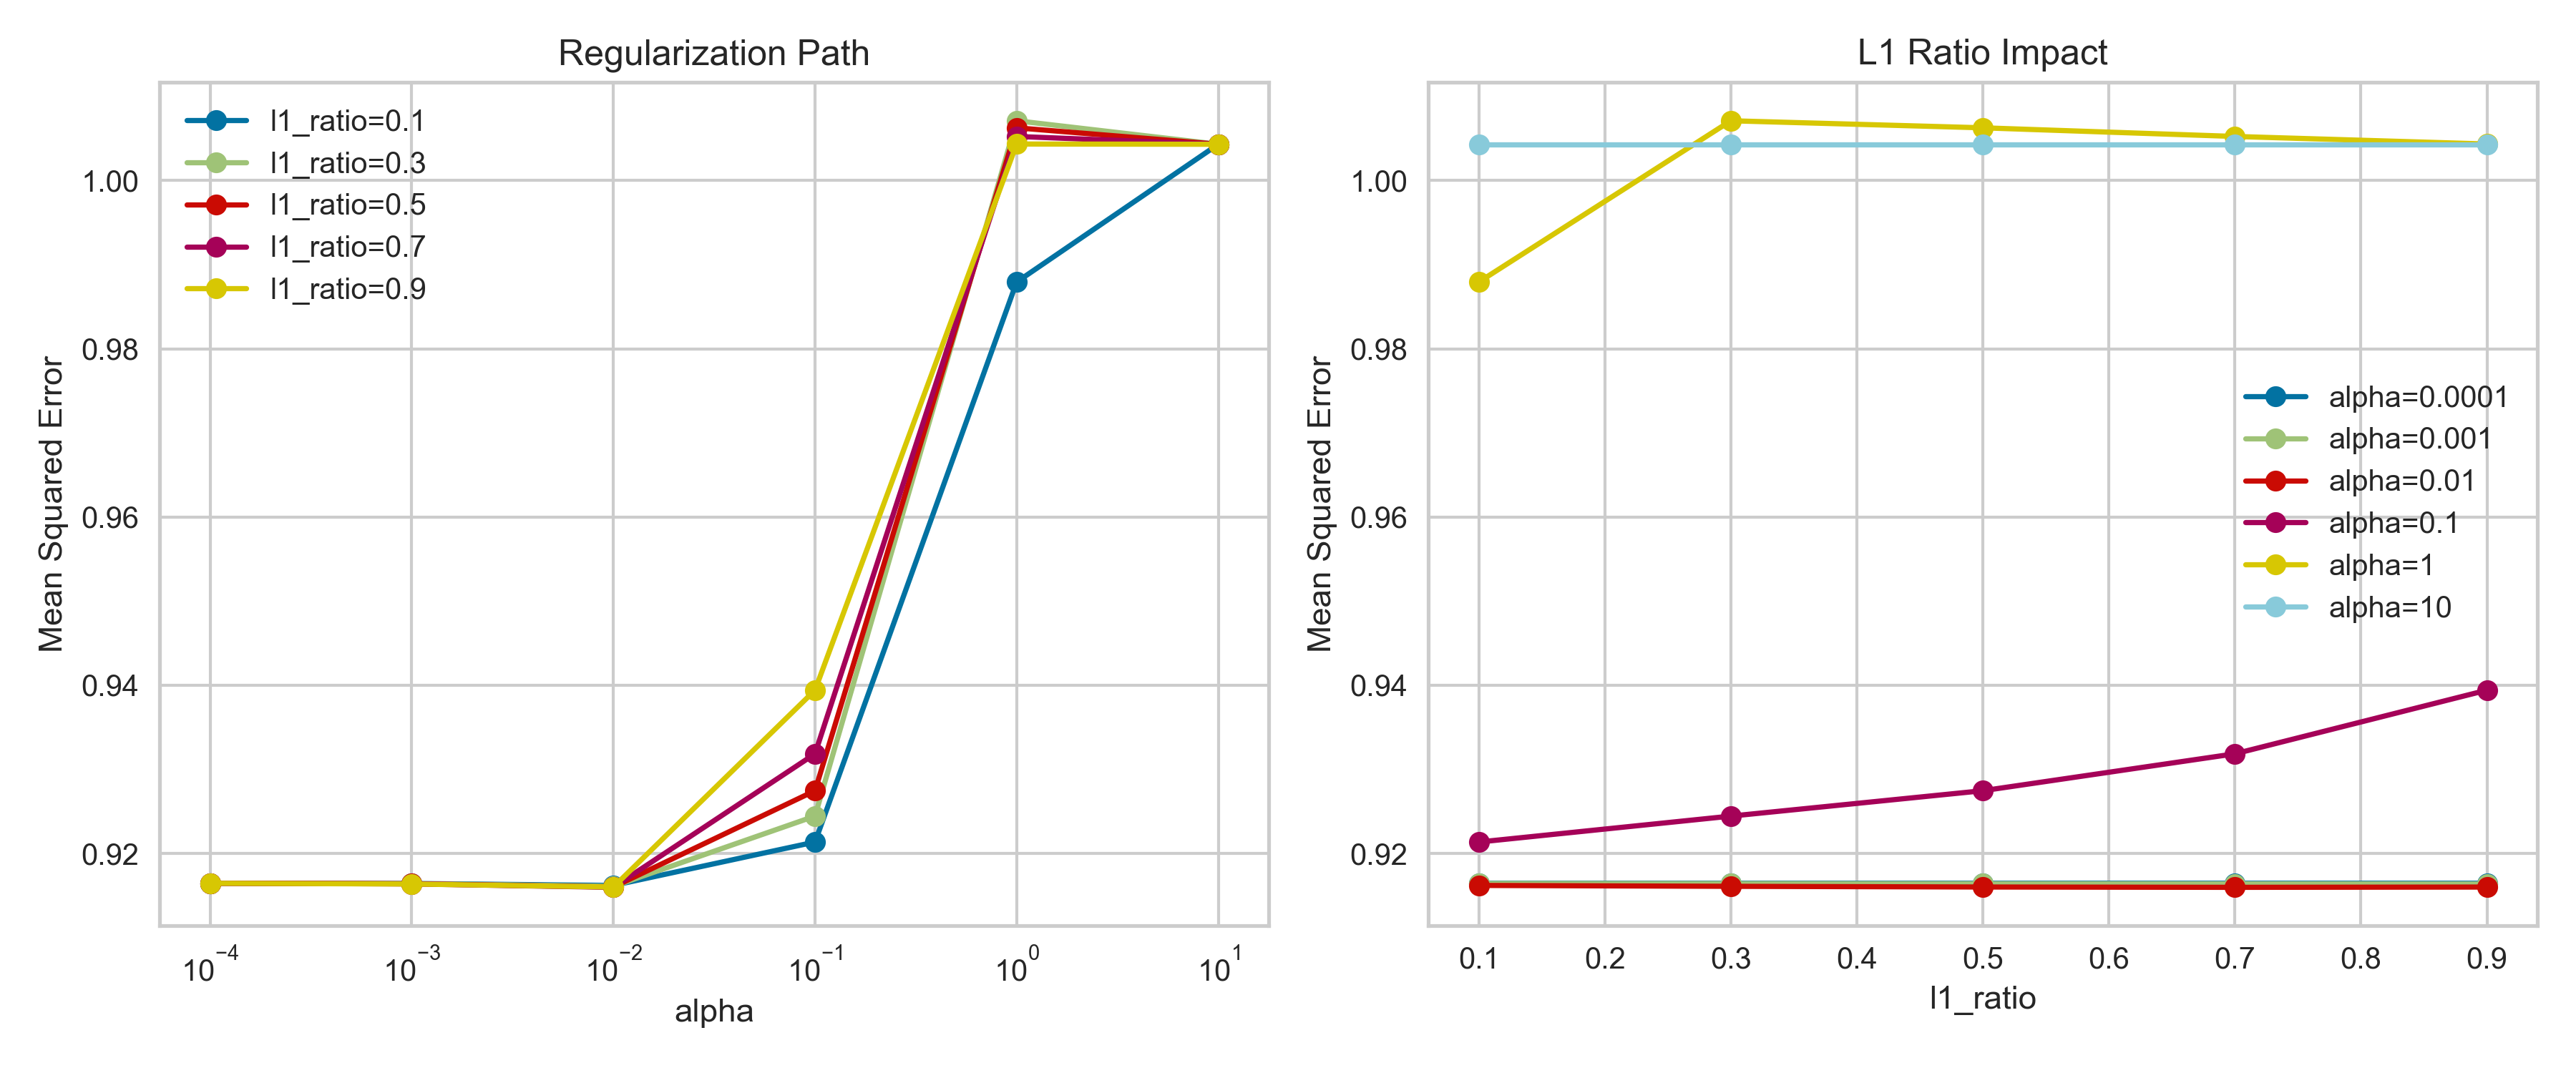 Regularization Path
l1_ratio=0.1
l1_ratio=0.3
l1_ratio=0.5
l1_ratio=0.7
l1_ratio=0.9
Mean Squared Error
1.00
0.98
0.96
0.94
0.92
10⁻⁴ 10⁻³ 10⁻² 10⁻¹ 10⁰ 10¹
alpha
L1 Ratio Impact
Mean Squared Error
1.00
0.98
0.96
0.94
0.92
alpha=0.0001
alpha=0.001
alpha=0.01
alpha=0.1
alpha=1
alpha=10
0.1 0.2 0.3 0.4 0.5 0.6 0.7 0.8 0.9
l1_ratio